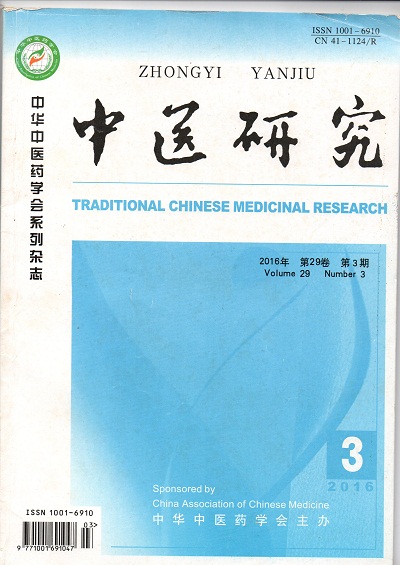 ISSN 1001-6910
CN 41-1124/R
ZHONGYI YANJIU
中医研究
中华中医药学会系列杂志
TRADITIONAL CHINESE MEDICINAL RESEARCH
2016年 第29卷 第3期
Volume 29 Number 3
3
2016
Sponsored by
China Association of Chinese Medicine
中华中医药学会主办
ISSN 1001-6910
03>
9 771001 691047